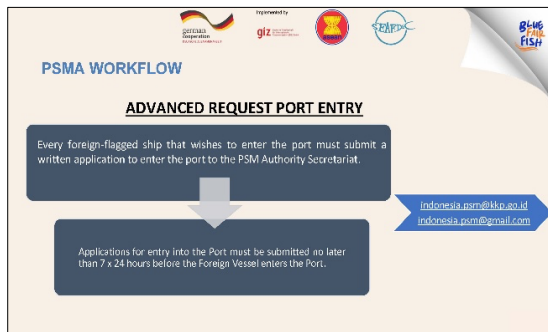 Implemented by
german
cooperation
giz
asean
SEAFDEC
BLUE
FAIR
FISH
PSMA WORKFLOW
ADVANCED REQUEST PORT ENTRY
Every foreign-flagged ship that wishes to enter the port must submit a
written application to enter the port to the PSM Authority Secretariat.
indonesia.psm@kkp.go.id
indonesia.psm@gmail.com
Applications for entry into the Port must be submitted no later
than 7 x 24 hours before the Foreign Vessel enters the Port.